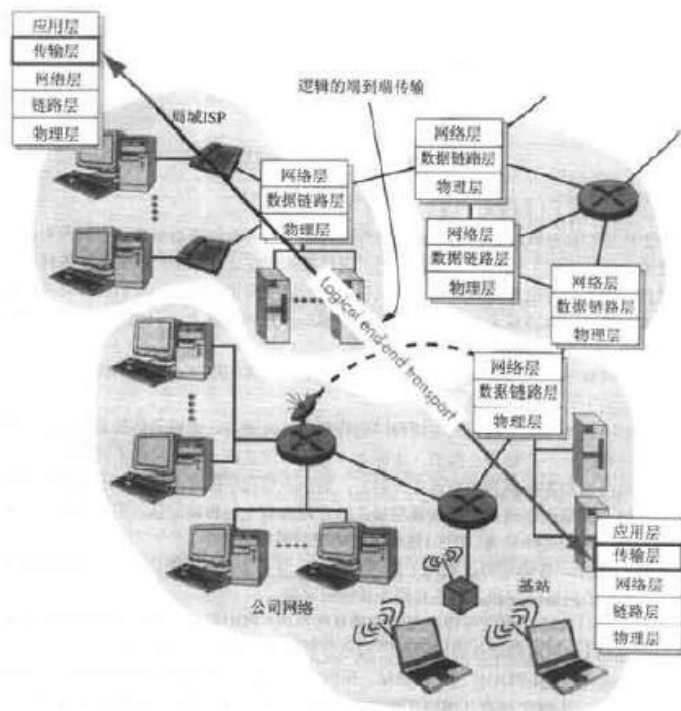 应用层
传输层
网络层
链路层
物理层
局域ISP
逻辑的端到端传输
网络层
数据链路层
物理层
网络层
数据链路层
物理层
网络层
数据链路层
物理层
网络层
数据链路层
物理层
Logical end-end transport
网络层
数据链路层
物理层
应用层
传输层
网络层
链路层
物理层
公司网络
基站